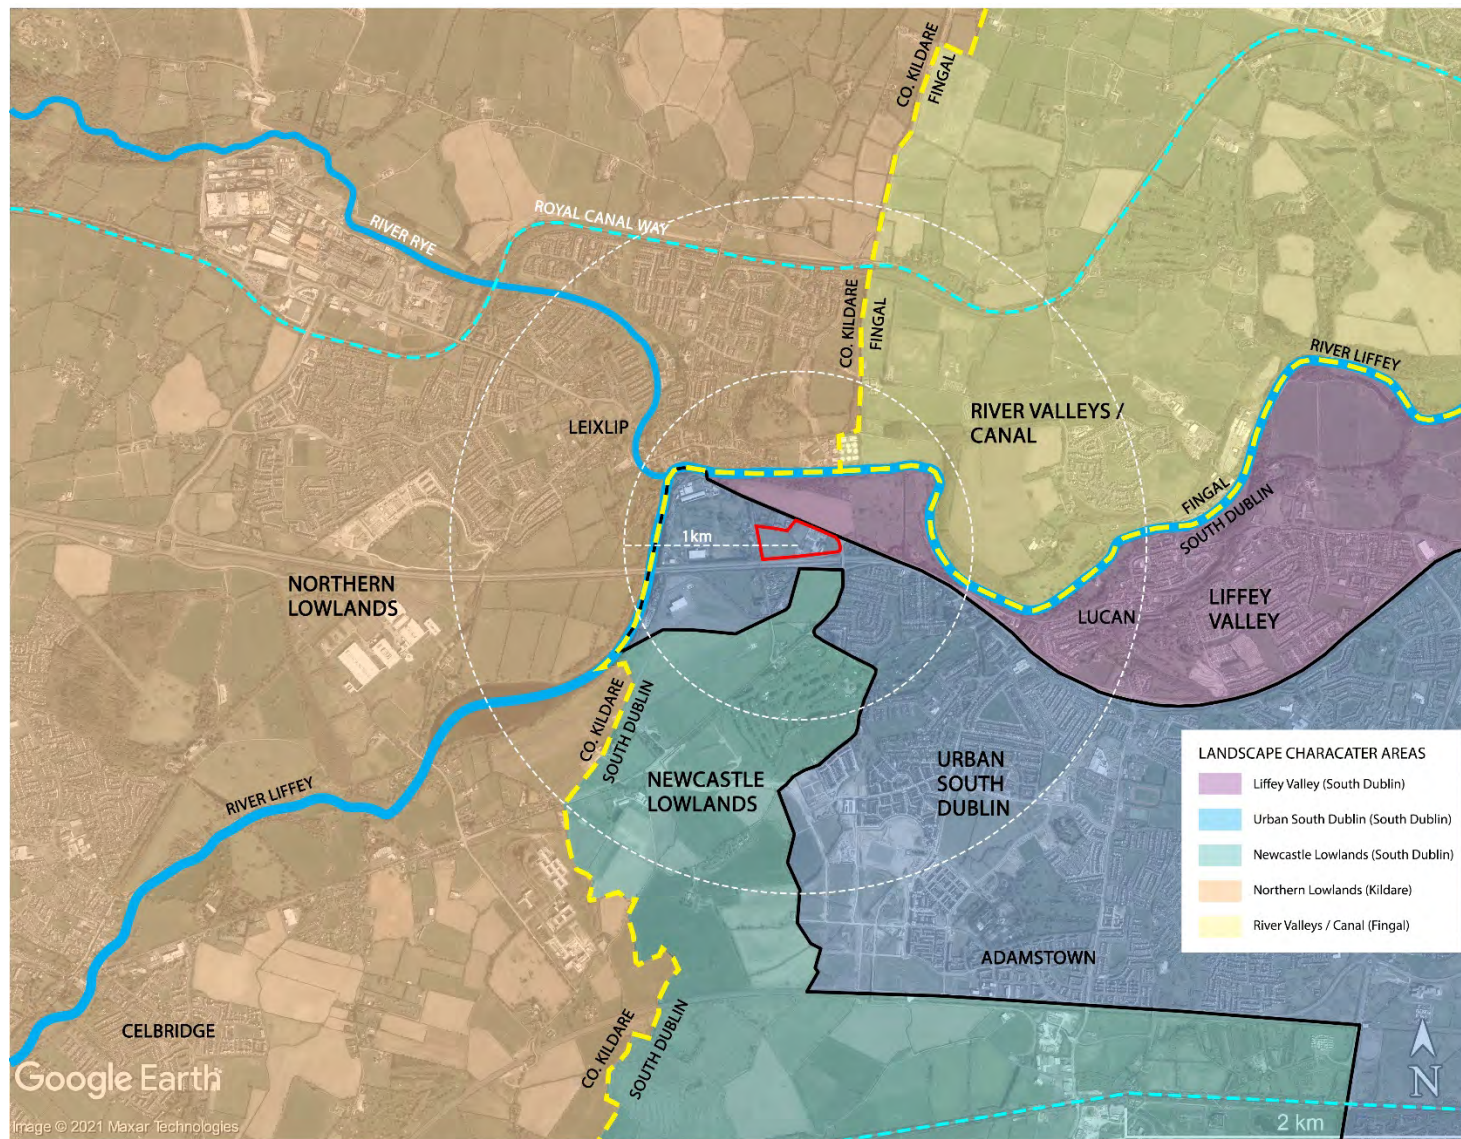 CO. KILDARE
FINGAL
ROYAL CANAL WAY
RIVER RYE
CO. KILDARE
FINGAL
RIVER LIFFEY
LEIXLIP
RIVER VALLEYS /
CANAL
FINGAL
SOUTH DUBLIN
1km
NORTHERN
LOWLANDS
LUCAN
LIFFEY
VALLEY
CO. KILDARE
SOUTH DUBLIN
RIVER LIFFEY
NEWCASTLE
LOWLANDS
URBAN
SOUTH
DUBLIN
LANDSCAPE CHARACATER AREAS
Liffey Valley (South Dublin)
Urban South Dublin (South Dublin)
Newcastle Lowlands (South Dublin)
Northern Lowlands (Kildare)
River Valleys / Canal (Fingal)
ADAMSTOWN
CELBRIDGE
CO. KILDARE
SOUTH DUBLIN
N
Google Earth
Image © 2021 Maxar Technologies
2 km